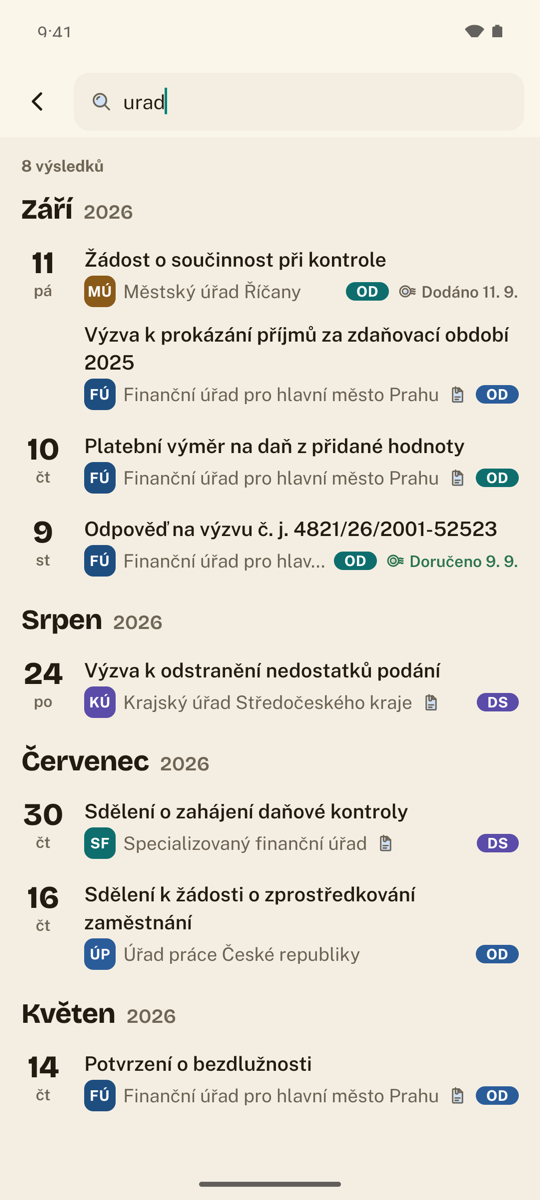 9:41
urad
8 výsledků
Září 2026
11 Žádost o součinnost při kontrole
pá MÚ Městský úřad Říčany OD Dodáno 11. 9.
Výzva k prokázání příjmů za zdaňovací období
2025
FÚ Finanční úřad pro hlavní město Prahu OD
10 Platební výměr na daň z přidané hodnoty
čt FÚ Finanční úřad pro hlavní město Prahu OD
9 Odpověď na výzvu č. j. 4821/26/2001-52523
st FÚ Finanční úřad pro hlav... OD Doručeno 9. 9.
Srpen 2026
24 Výzva k odstranění nedostatků podání
po KÚ Krajský úřad Středočeského kraje DS
Červenec 2026
30 Sdělení o zahájení daňové kontroly
čt SF Specializovaný finanční úřad DS
16 Sdělení k žádosti o zprostředkování
čt zaměstnání
ÚP Úřad práce České republiky OD
Květen 2026
14 Potvrzení o bezdlužnosti
čt FÚ Finanční úřad pro hlavní město Prahu OD